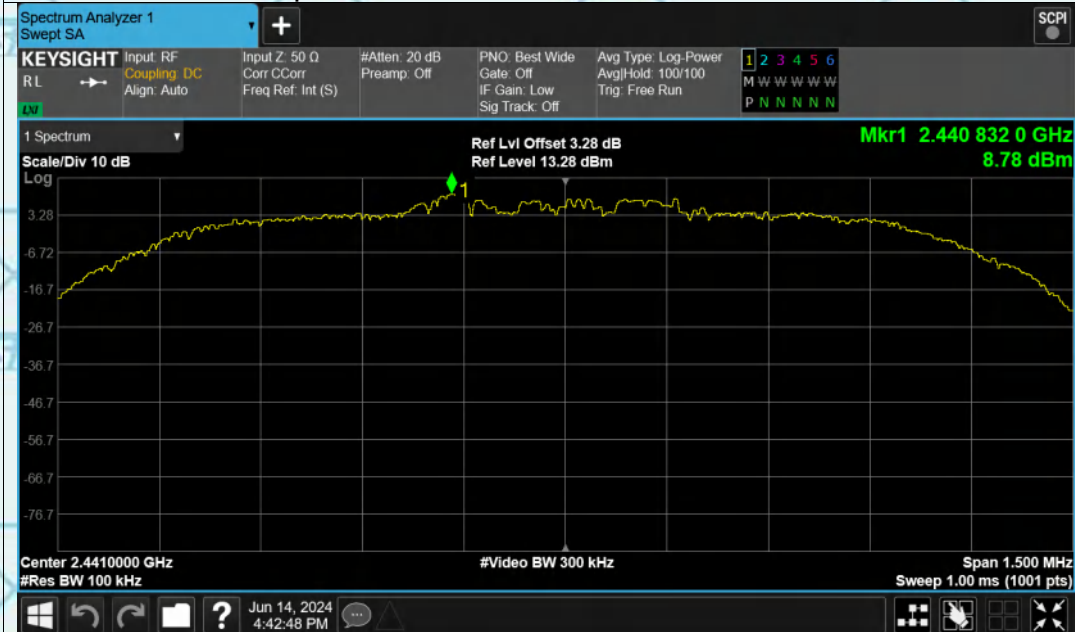 Spectrum Analyzer 1
Swept SA
+
SCPI
KEYSIGHT
RL
LXI
Input: RF
Coupling: DC
Align: Auto
Input Z: 50 Ω
Corr CCorr
Freq Ref: Int (S)
#Atten: 20 dB
Preamp: Off
PNO: Best Wide
Gate: Off
IF Gain: Low
Sig Track: Off
Avg Type: Log-Power
Avg|Hold: 100/100
Trig: Free Run
1 2 3 4 5 6
M W W W W W
P N N N N N
1 Spectrum
Scale/Div 10 dB
Ref Lvl Offset 3.28 dB
Ref Level 13.28 dBm
Mkr1 2.440 832 0 GHz
8.78 dBm
Log
1
3.28
-6.72
-16.7
-26.7
-36.7
-46.7
-56.7
-66.7
-76.7
Center 2.4410000 GHz
#Res BW 100 kHz
#Video BW 300 kHz
Span 1.500 MHz
Sweep 1.00 ms (1001 pts)
?
Jun 14, 2024
4:42:48 PM